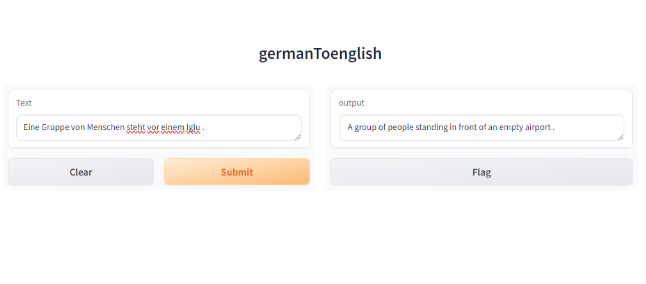 germanToenglish
Text
Eine Gruppe von Menschen steht vor einem Iglu .
Clear
Submit
output
A group of people standing in front of an empty airport .
Flag